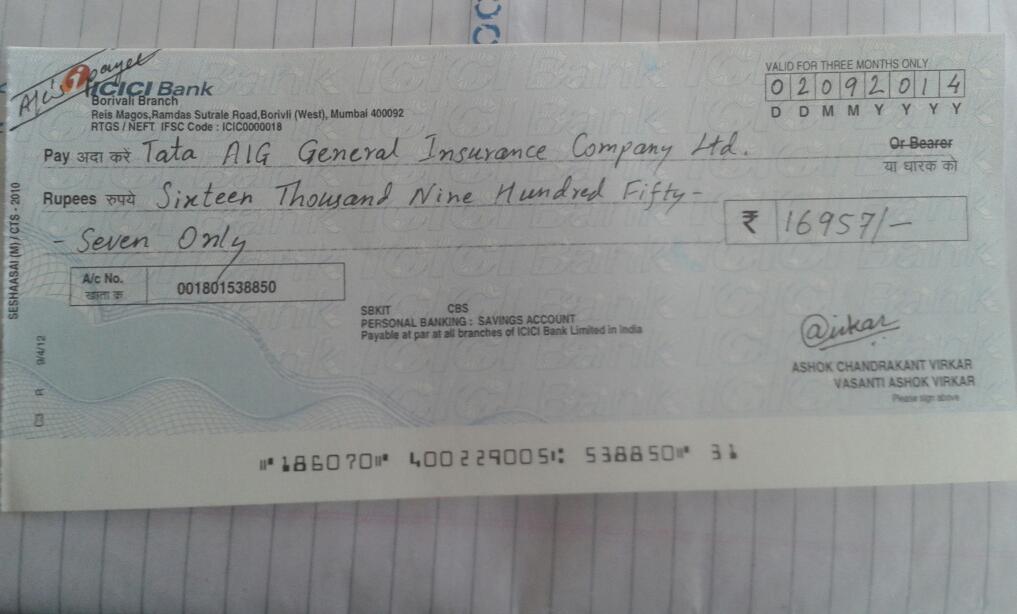 A/c payee
ICICI Bank
Borivali Branch
Reis Magos,Ramdas Sutrale Road,Borivli (West), Mumbai 400092
RTGS / NEFT IFSC Code : ICIC0000018
VALID FOR THREE MONTHS ONLY
0 2 0 9 2 0 1 4
D D M M Y Y Y Y
Pay अदा करें Tata AIG General Insurance Company Ltd. Or Bearer
या धारक को
Rupees रुपये Sixteen Thousand Nine Hundred Fifty -
- Seven Only ₹ 16957/-
A/c No. 001801538850
खाता क्र.
SBKIT CBS
PERSONAL BANKING : SAVINGS ACCOUNT
Payable at par at all branches of ICICI Bank Limited in India
ASHOK CHANDRAKANT VIRKAR
VASANTI ASHOK VIRKAR
Please sign above
SESHAASAI (M) / CTS - 2010
R 9/4/12
⑈186070⑈ 400229005⑆ 538850⑈ 31